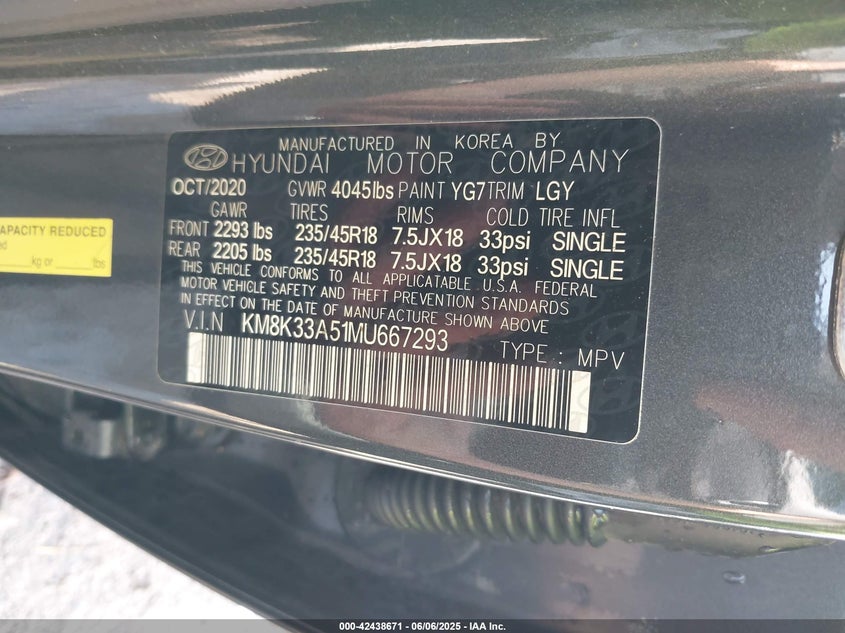 MANUFACTURED IN KOREA BY
HYUNDAI MOTOR COMPANY
OCT/2020 GVWR 4045lbs PAINT YG7 TRIM LGY
GAWR TIRES RIMS COLD TIRE INFL
FRONT 2293 lbs 235/45R18 7.5JX18 33psi SINGLE
REAR 2205 lbs 235/45R18 7.5JX18 33psi SINGLE
THIS VEHICLE CONFORMS TO ALL APPLICABLE U.S.A. FEDERAL
MOTOR VEHICLE SAFETY AND THEFT PREVENTION STANDARDS
IN EFFECT ON THE DATE OF MANUFACTURE SHOWN ABOVE
V.I.N KM8K33A51MU667293 TYPE : MPV
APACITY REDUCED
ed
kg or ____ lbs
000-42438671 - 06/06/2025 - IAA Inc.